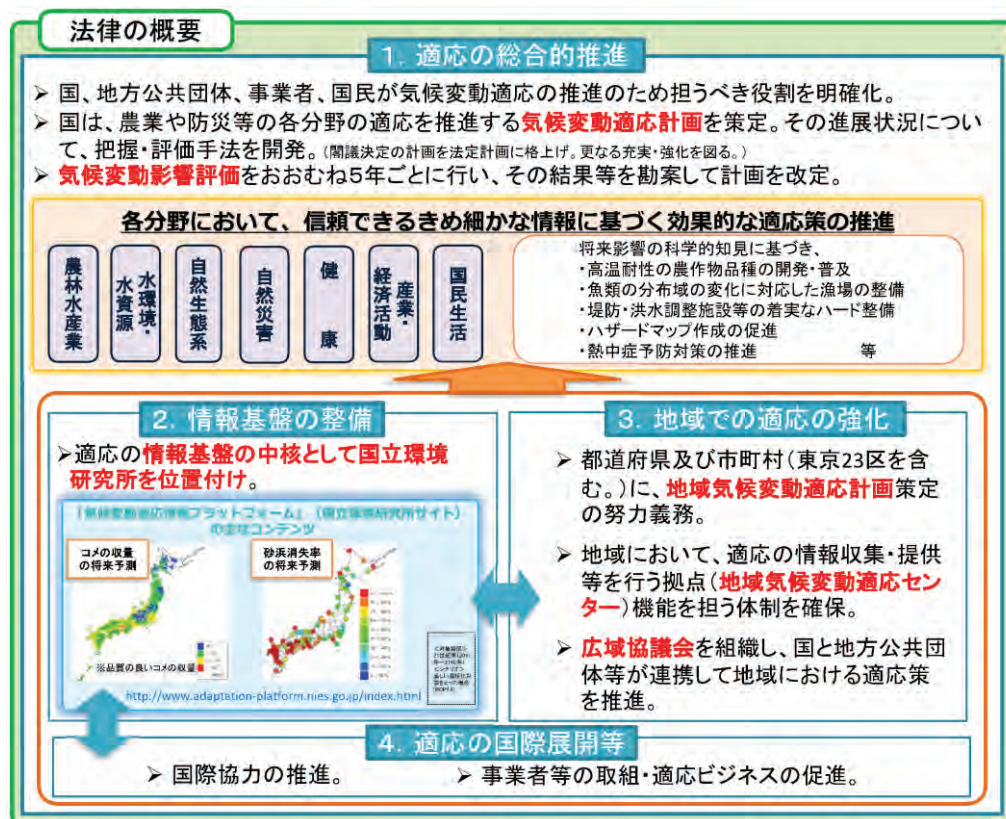 法律の概要
1．適応の総合的推進
➢ 国、地方公共団体、事業者、国民が気候変動適応の推進のため担うべき役割を明確化。
➢ 国は、農業や防災等の各分野の適応を推進する気候変動適応計画を策定。その進展状況につい
て、把握・評価手法を開発。（閣議決定の計画を法定計画に格上げ。更なる充実・強化を図る。）
➢ 気候変動影響評価をおおむね5年ごとに行い、その結果等を勘案して計画を改定。
各分野において、信頼できるきめ細かな情報に基づく効果的な適応策の推進
農林水産業
水環境・
水資源
自然生態系
自然災害
健康
産業・
経済活動
国民生活
将来影響の科学的知見に基づき、
・高温耐性の農作物品種の開発・普及
・魚類の分布域の変化に対応した漁場の整備
・堤防・洪水調整施設等の着実なハード整備
・ハザードマップ作成の促進
・熱中症予防対策の推進 等
2．情報基盤の整備
➢適応の情報基盤の中核として国立環境
研究所を位置付け。
「気候変動適応情報プラットフォーム」（国立環境研究所サイト）
の主なコンテンツ
コメの収量
の将来予測
砂浜消失率
の将来予測
➢ ※品質の良いコメの収量
http://www.adaptation-platform.nies.go.jp/index.html
3．地域での適応の強化
➢ 都道府県及び市町村（東京23区を含
む。）に、地域気候変動適応計画策定
の努力義務。
➢ 地域において、適応の情報収集・提供
等を行う拠点（地域気候変動適応セン
ター）機能を担う体制を確保。
➢ 広域協議会を組織し、国と地方公共団
体等が連携して地域における適応策
を推進。
4．適応の国際展開等
➢ 国際協力の推進。
➢ 事業者等の取組・適応ビジネスの促進。